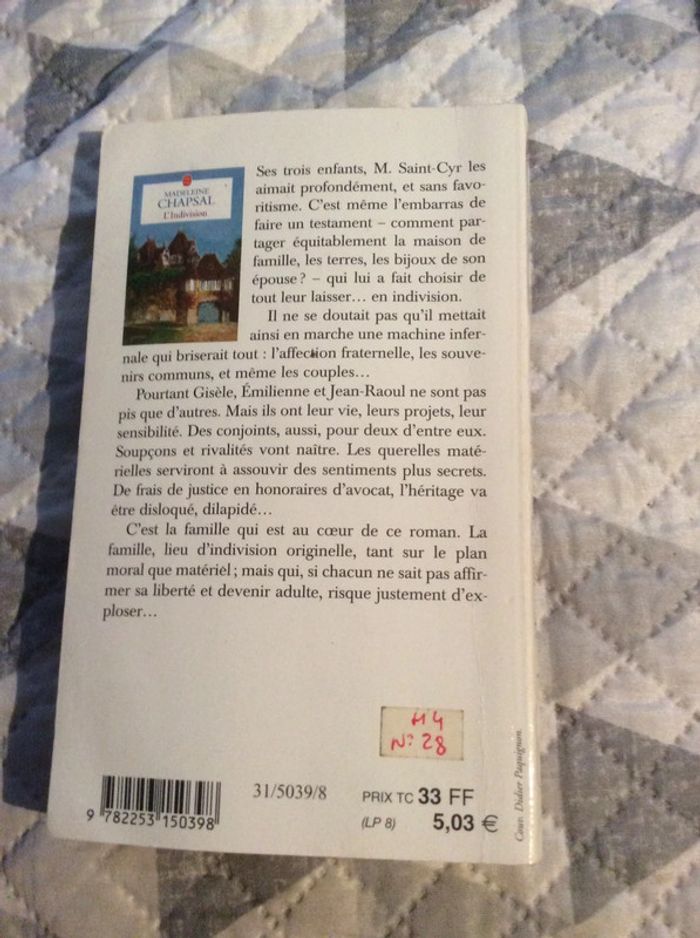 MADELEINE
CHAPSAL
L'Indivision
Ses trois enfants, M. Saint-Cyr les
aimait profondément, et sans favo-
ritisme. C'est même l'embarras de
faire un testament – comment par-
tager équitablement la maison de
famille, les terres, les bijoux de son
épouse ? – qui lui a fait choisir de
tout leur laisser… en indivision.
Il ne se doutait pas qu'il mettait
ainsi en marche une machine infer-
nale qui briserait tout : l'affection fraternelle, les souve-
nirs communs, et même les couples…
Pourtant Gisèle, Émilienne et Jean-Raoul ne sont pas
pis que d'autres. Mais ils ont leur vie, leurs projets, leur
sensibilité. Des conjoints, aussi, pour deux d'entre eux.
Soupçons et rivalités vont naître. Les querelles maté-
rielles serviront à assouvir des sentiments plus secrets.
De frais de justice en honoraires d'avocat, l'héritage va
être disloqué, dilapidé…
C'est la famille qui est au cœur de ce roman. La
famille, lieu d'indivision originelle, tant sur le plan
moral que matériel ; mais qui, si chacun ne sait pas affir-
mer sa liberté et devenir adulte, risque justement d'ex-
ploser…
H4
N° 28
31/5039/8
PRIX TC 33 FF
(LP 8) 5,03 €
9 782253 150398
Couv. Didier Paquignon.